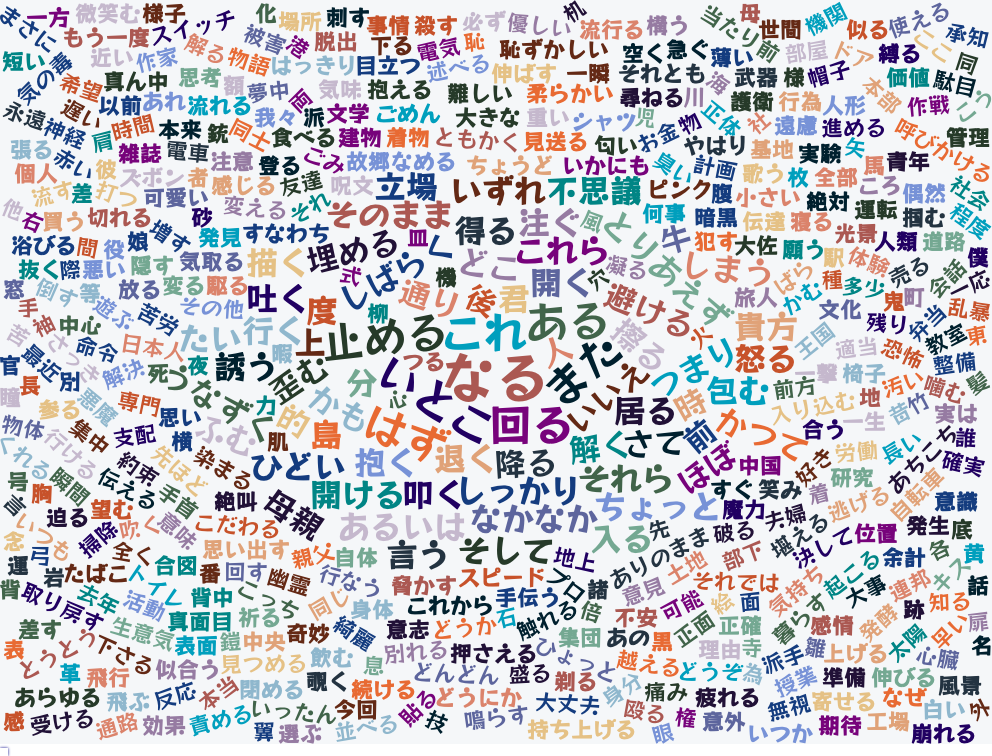 まさに 一方 微笑む 様子 スイッチ 化 場所 刺す 事情 殺す 必ず 優しい 机 流行る 構う 当たり前 母 世間 機関 似る 使える 承知
もう一度 被害 港 脱出 下る 電気 恥 恥ずかしい 空く 急ぐ 薄い 部屋 ドア 縛る ここ 同じ
短い 近い 作家 解る 物語 はっきり 目立つ 述べる 伸ばす 一瞬 それとも 海 武器 様 帽子 本部 価値 駄目
気の毒 希望 真ん中 思考 額 夢中 気味 抱える 難しい 柔らかい 尋ねる 川 護衛 行為 人形 作戦
永遠 神経 遅い 以前 あれ 流れる 我々 派 文学 ごめん 大きな 重い シャツ 児 お金 物 正体 社 遠慮 進める 呼びかける
肩 時間 本来 銃 同士 食べる 建物 着物 ともかく 見送る 匂い やはり 基地 実験 矢 管理
張る 赤い 彼 雑誌 電車 注意 登る ごみ 故郷 なめる ちょうど いかにも 臭い 計画 歌う 枚 全部 馬 青年
個人 打つ ズボン 者 感じる 友達 呪文 立場 いずれ 不思議 ピンク 腹 小さい 絶対 ころ 偶然 社会
流す 差 可愛い 変える それ そのまま 得る 注ぐ 風 とりあえず 何事 暗黒 伝達 寝る 運転 掴む 程度
他 右 買う 切れる 砂 発見 すなわち 埋める 皿 これら 牛 犯す 大佐 願う 光景 人類 道路 僕
浴びる 間 役 娘 増す 描く しばらく どこ 開く 穴 凝る しまう ばら 駅 体験 売る 会話 一応
抜く 際 悪い 隠す 気取る 式 機 避ける 旅人 かむ 種 多少 鬼 町 乱暴
窓 倒す 等 放る 変る 駆る 吐く 度 通り 後 君 火 貴方 文化 残り 弁当
手 袖 遊ぶ 苦労 その他 柳 止める これ ある 擦る 王国 教室 東
苦 中心 日本人 たい 行く 暇 上 人 また つまり 怒る 適当 恐怖 整備
官 最近 命令 さっき 解決 死 夜 誘う 歪む つる なる いいえ 包む 前方 一撃 椅子 汚い 噛む 髪
長 別 つなずく 分 心 いとこ 回る 居る 時 入り込む 地
瞳 参る 悪魔 専門 思い 力 かも はず 解く さて 前 かつて 合う 一生 昔 竹 実は
物体 行ける 集中 支配 横 ふむ 肌 的 島 退く 降る それら ほぼ 中国 好き 労働 長い あちこち 誰
くれる 瞬間 約束 先ほど 染まる ひどい 抱く しっかり すぐ 笑み 着 研究 確実
号 胸 望む 伝える 手首 絶叫 母親 開ける 叩く ちょっと 魔力 夫婦 逃げる 自転車 意識
言 いつも 迫る 掃除 吹く 意味 こだわる あるいは なかなか 入る 先 破る 堪える 決して 位置 発生 底
念 弓 全く 思い出す 親父 自体 言う そして 地上 ありのまま 部下 起こる 余計 各 黄
運 岩 たばこ 合図 番 回す 幽霊 行なう 脅かす スピード プロ 諸 土地 それでは 大事 連邦 キス 話
背 取り戻す 去年 トイレ 背中 こっち 同じ 身体 これから 手伝う 触れる 倍 意見 可能 絵 面 気持ち 跡 知る
活動 真面目 祈る 綺麗 意志 どうか 石 不安 正面 正確 暮らす 感情 発酵 早い 扉
差す 生意気 表面 鎧 中央 奇妙 別れる 押さえる 集団 あの 黒 理由 寺 雛 太陽 名
表 とうとう 下さる 似合う 見つめる 飲む 息 どんどん 盛る ひょっと 越える どうぞ 為 派手 上げる 心臓
革 飛行 閉める 覗く 続ける 剃る 身分 痛み 授業 準備 伸びる 風景
あらゆる 飛ぶ 反応 本当 いったん 今回 貼る どうにか 大丈夫 殴る 疲れる 無視 寄せる なぜ 白い 外
感 受ける 通路 効果 責める 翼 選ぶ 並べる 技 鳴らす 持ち上げる 眼 権 意外 いつか 期待 工場 崩れる